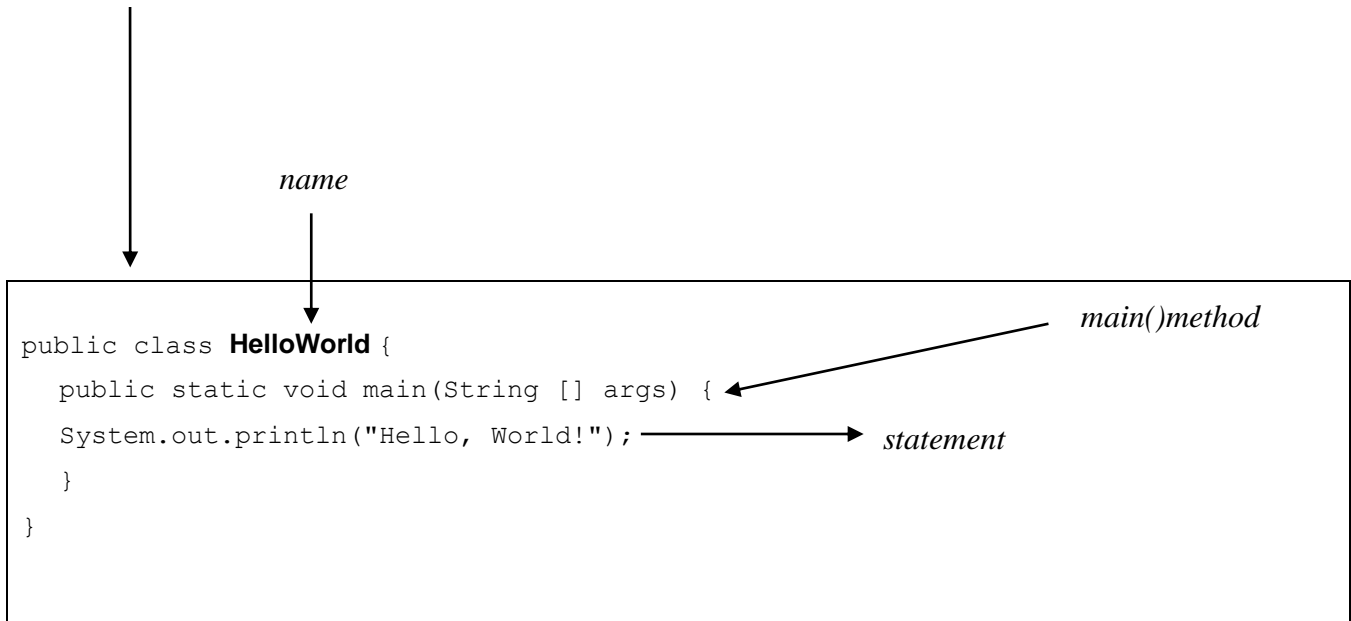 name
main()method
public class HelloWorld {
public static void main(String [] args) {
System.out.println("Hello, World!");
statement
}
}